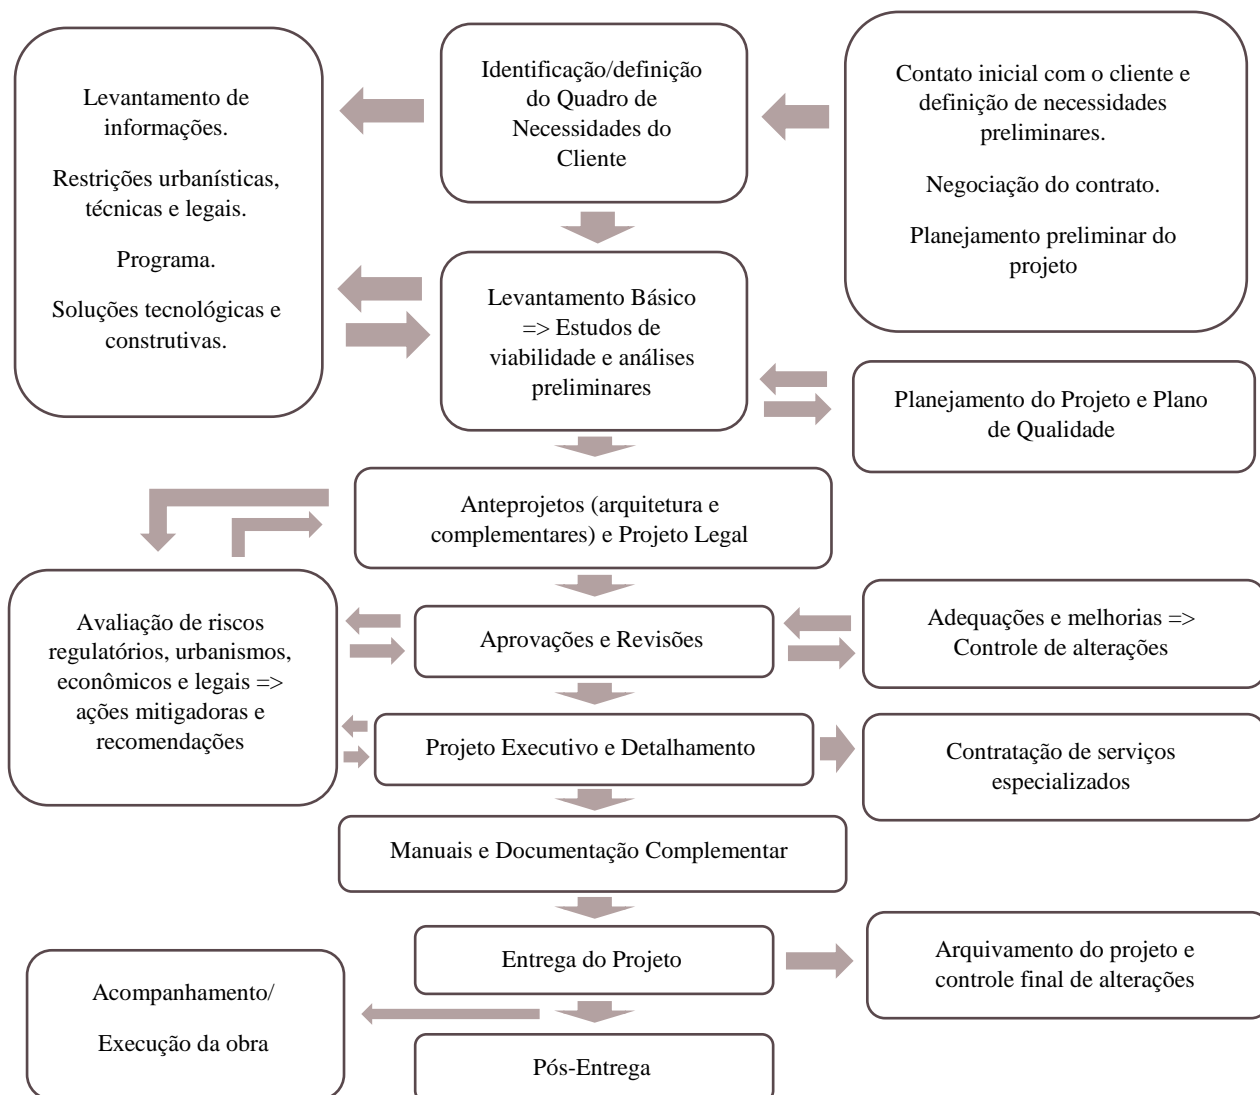 Levantamento de
informações.
Restrições urbanísticas,
técnicas e legais.
Programa.
Soluções tecnológicas e
construtivas.
Identificação/definição
do Quadro de
Necessidades do
Cliente
Contato inicial com o cliente e
definição de necessidades
preliminares.
Negociação do contrato.
Planejamento preliminar do
projeto
Levantamento Básico
=> Estudos de
viabilidade e análises
preliminares
Planejamento do Projeto e Plano
de Qualidade
Anteprojetos (arquitetura e
complementares) e Projeto Legal
Avaliação de riscos
regulatórios, urbanismos,
econômicos e legais =>
ações mitigadoras e
recomendações
Aprovações e Revisões
Adequações e melhorias =>
Controle de alterações
Projeto Executivo e Detalhamento
Contratação de serviços
especializados
Manuais e Documentação Complementar
Entrega do Projeto
Arquivamento do projeto e
controle final de alterações
Acompanhamento/
Execução da obra
Pós-Entrega